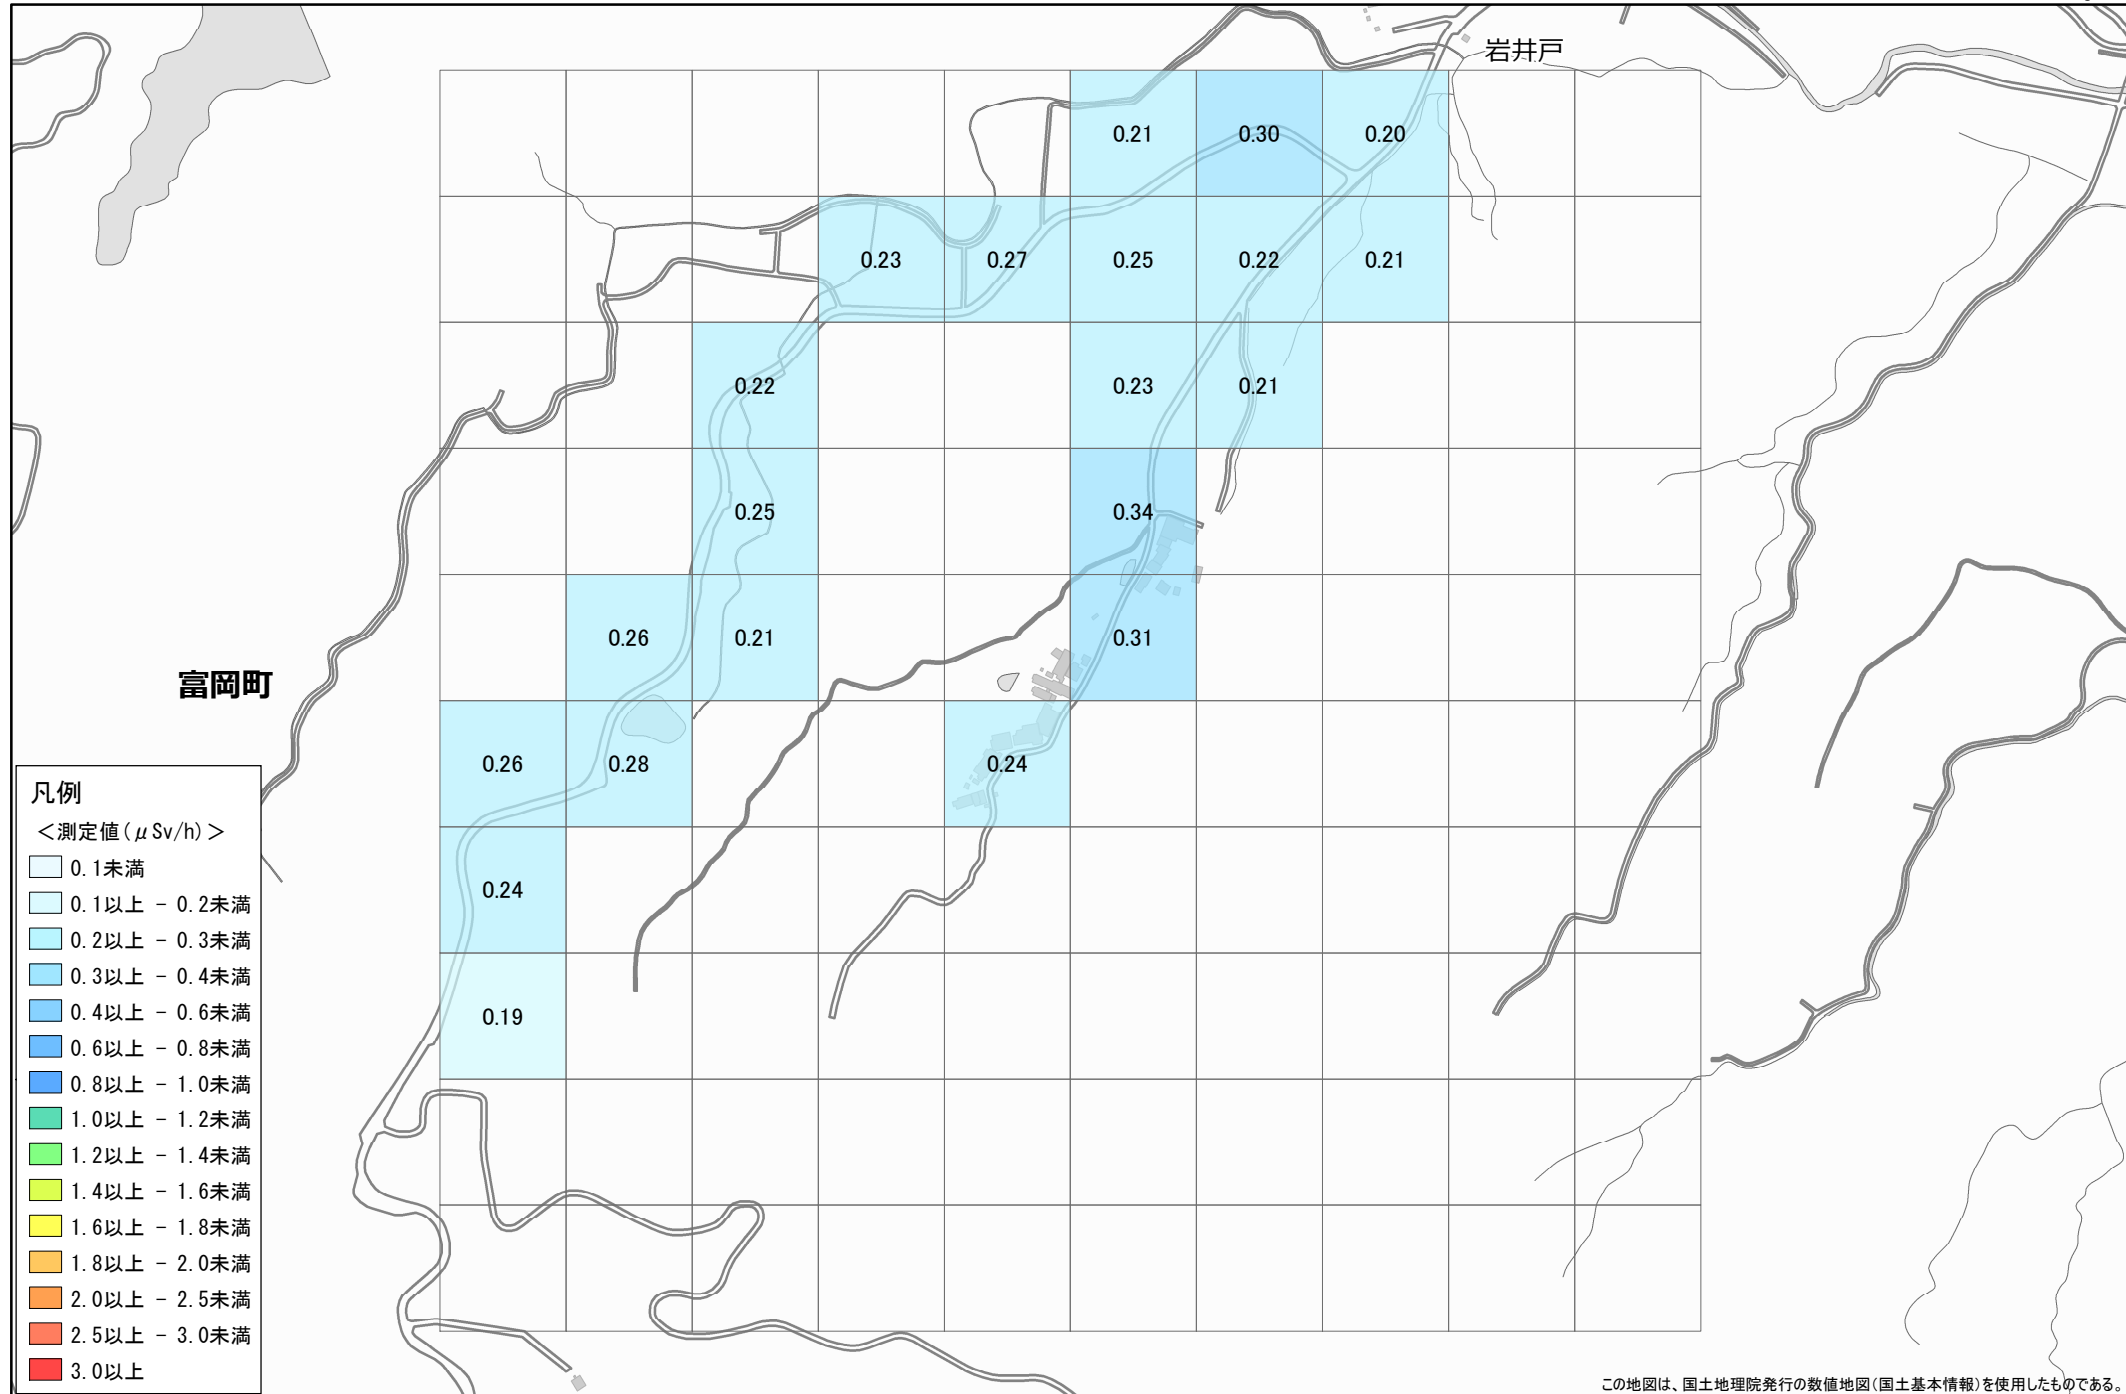 岩井戸
0.21 0.30 0.20
0.23 0.27 0.25 0.22 0.21
0.22 0.23 0.21
0.25 0.34
0.26 0.21 0.31
富岡町
0.26 0.28 0.24
0.24
0.19
凡例
＜測定値(μSv/h)＞
0.1未満
0.1以上 － 0.2未満
0.2以上 － 0.3未満
0.3以上 － 0.4未満
0.4以上 － 0.6未満
0.6以上 － 0.8未満
0.8以上 － 1.0未満
1.0以上 － 1.2未満
1.2以上 － 1.4未満
1.4以上 － 1.6未満
1.6以上 － 1.8未満
1.8以上 － 2.0未満
2.0以上 － 2.5未満
2.5以上 － 3.0未満
3.0以上
この地図は、国土地理院発行の数値地図(国土基本情報)を使用したものである。